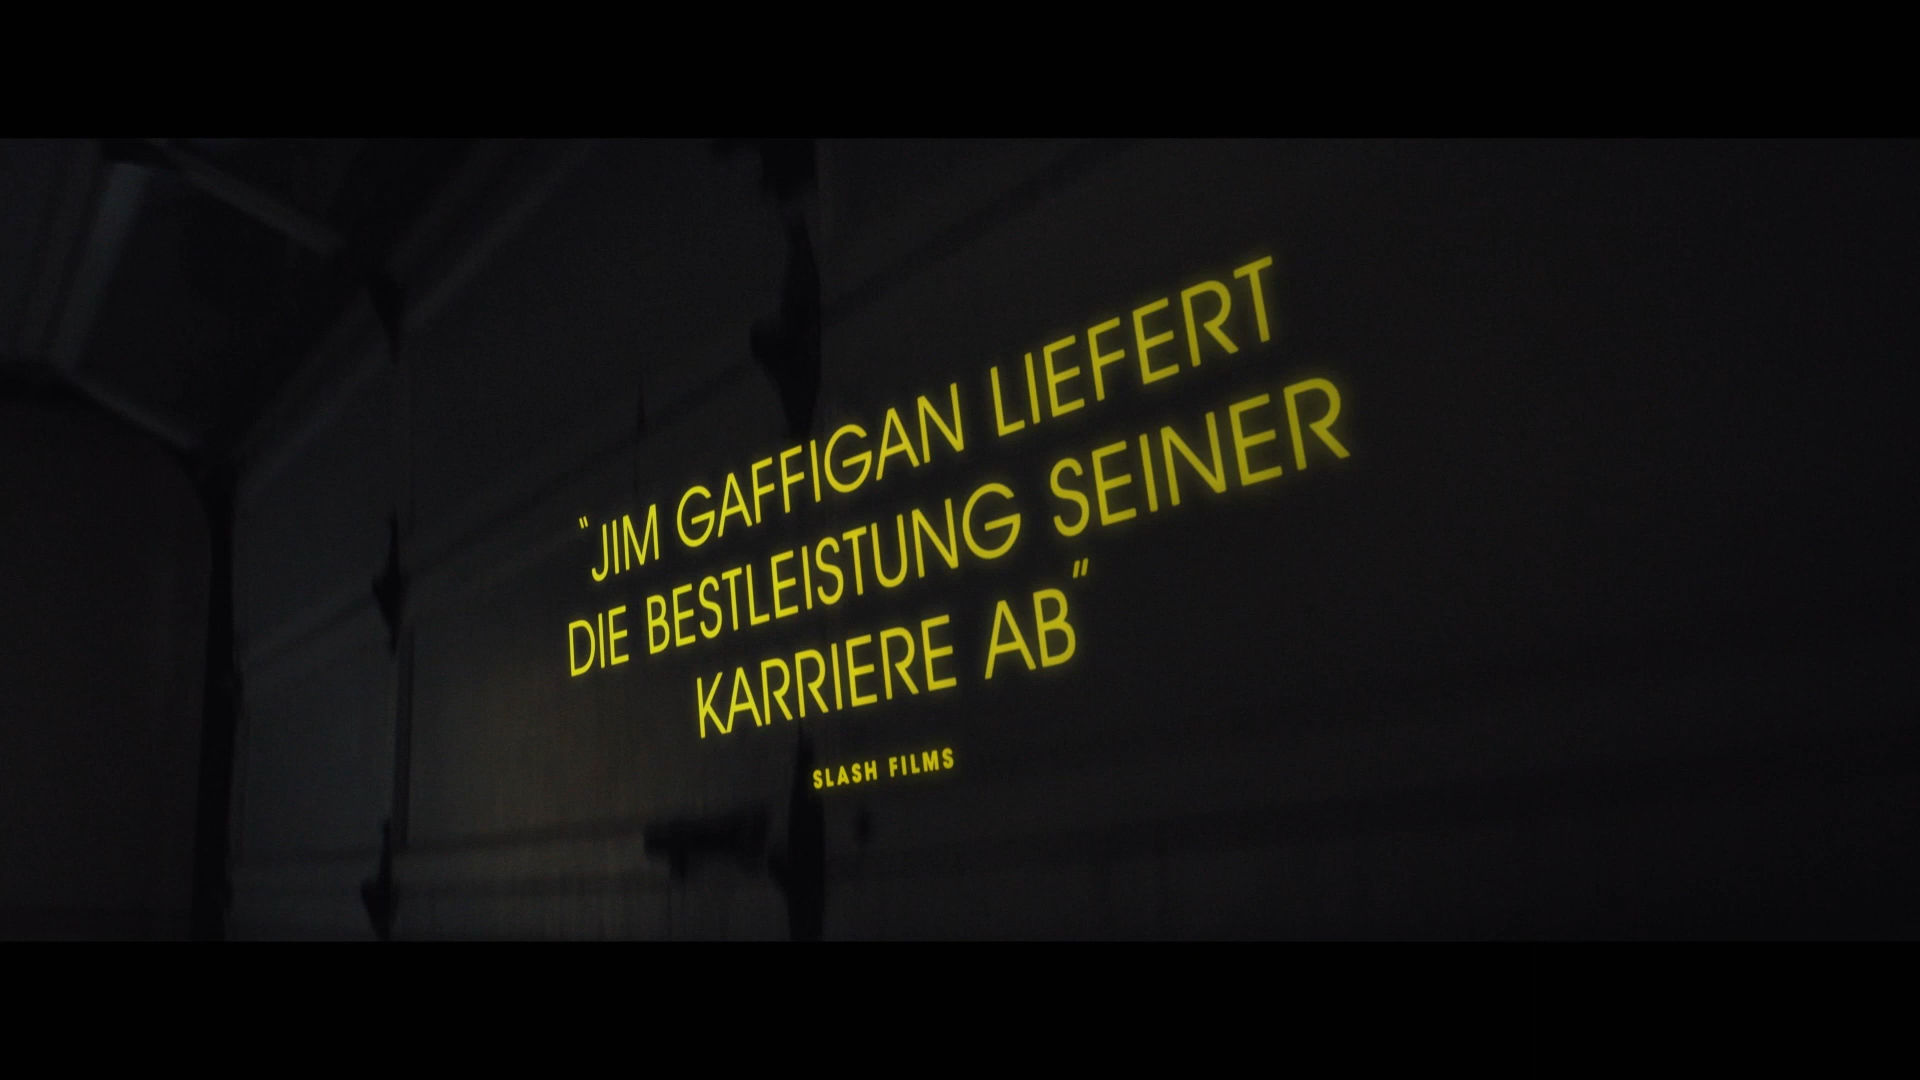 "JIM GAFFIGAN LIEFERT
DIE BESTLEISTUNG SEINER
KARRIERE AB"
SLASH FILMS